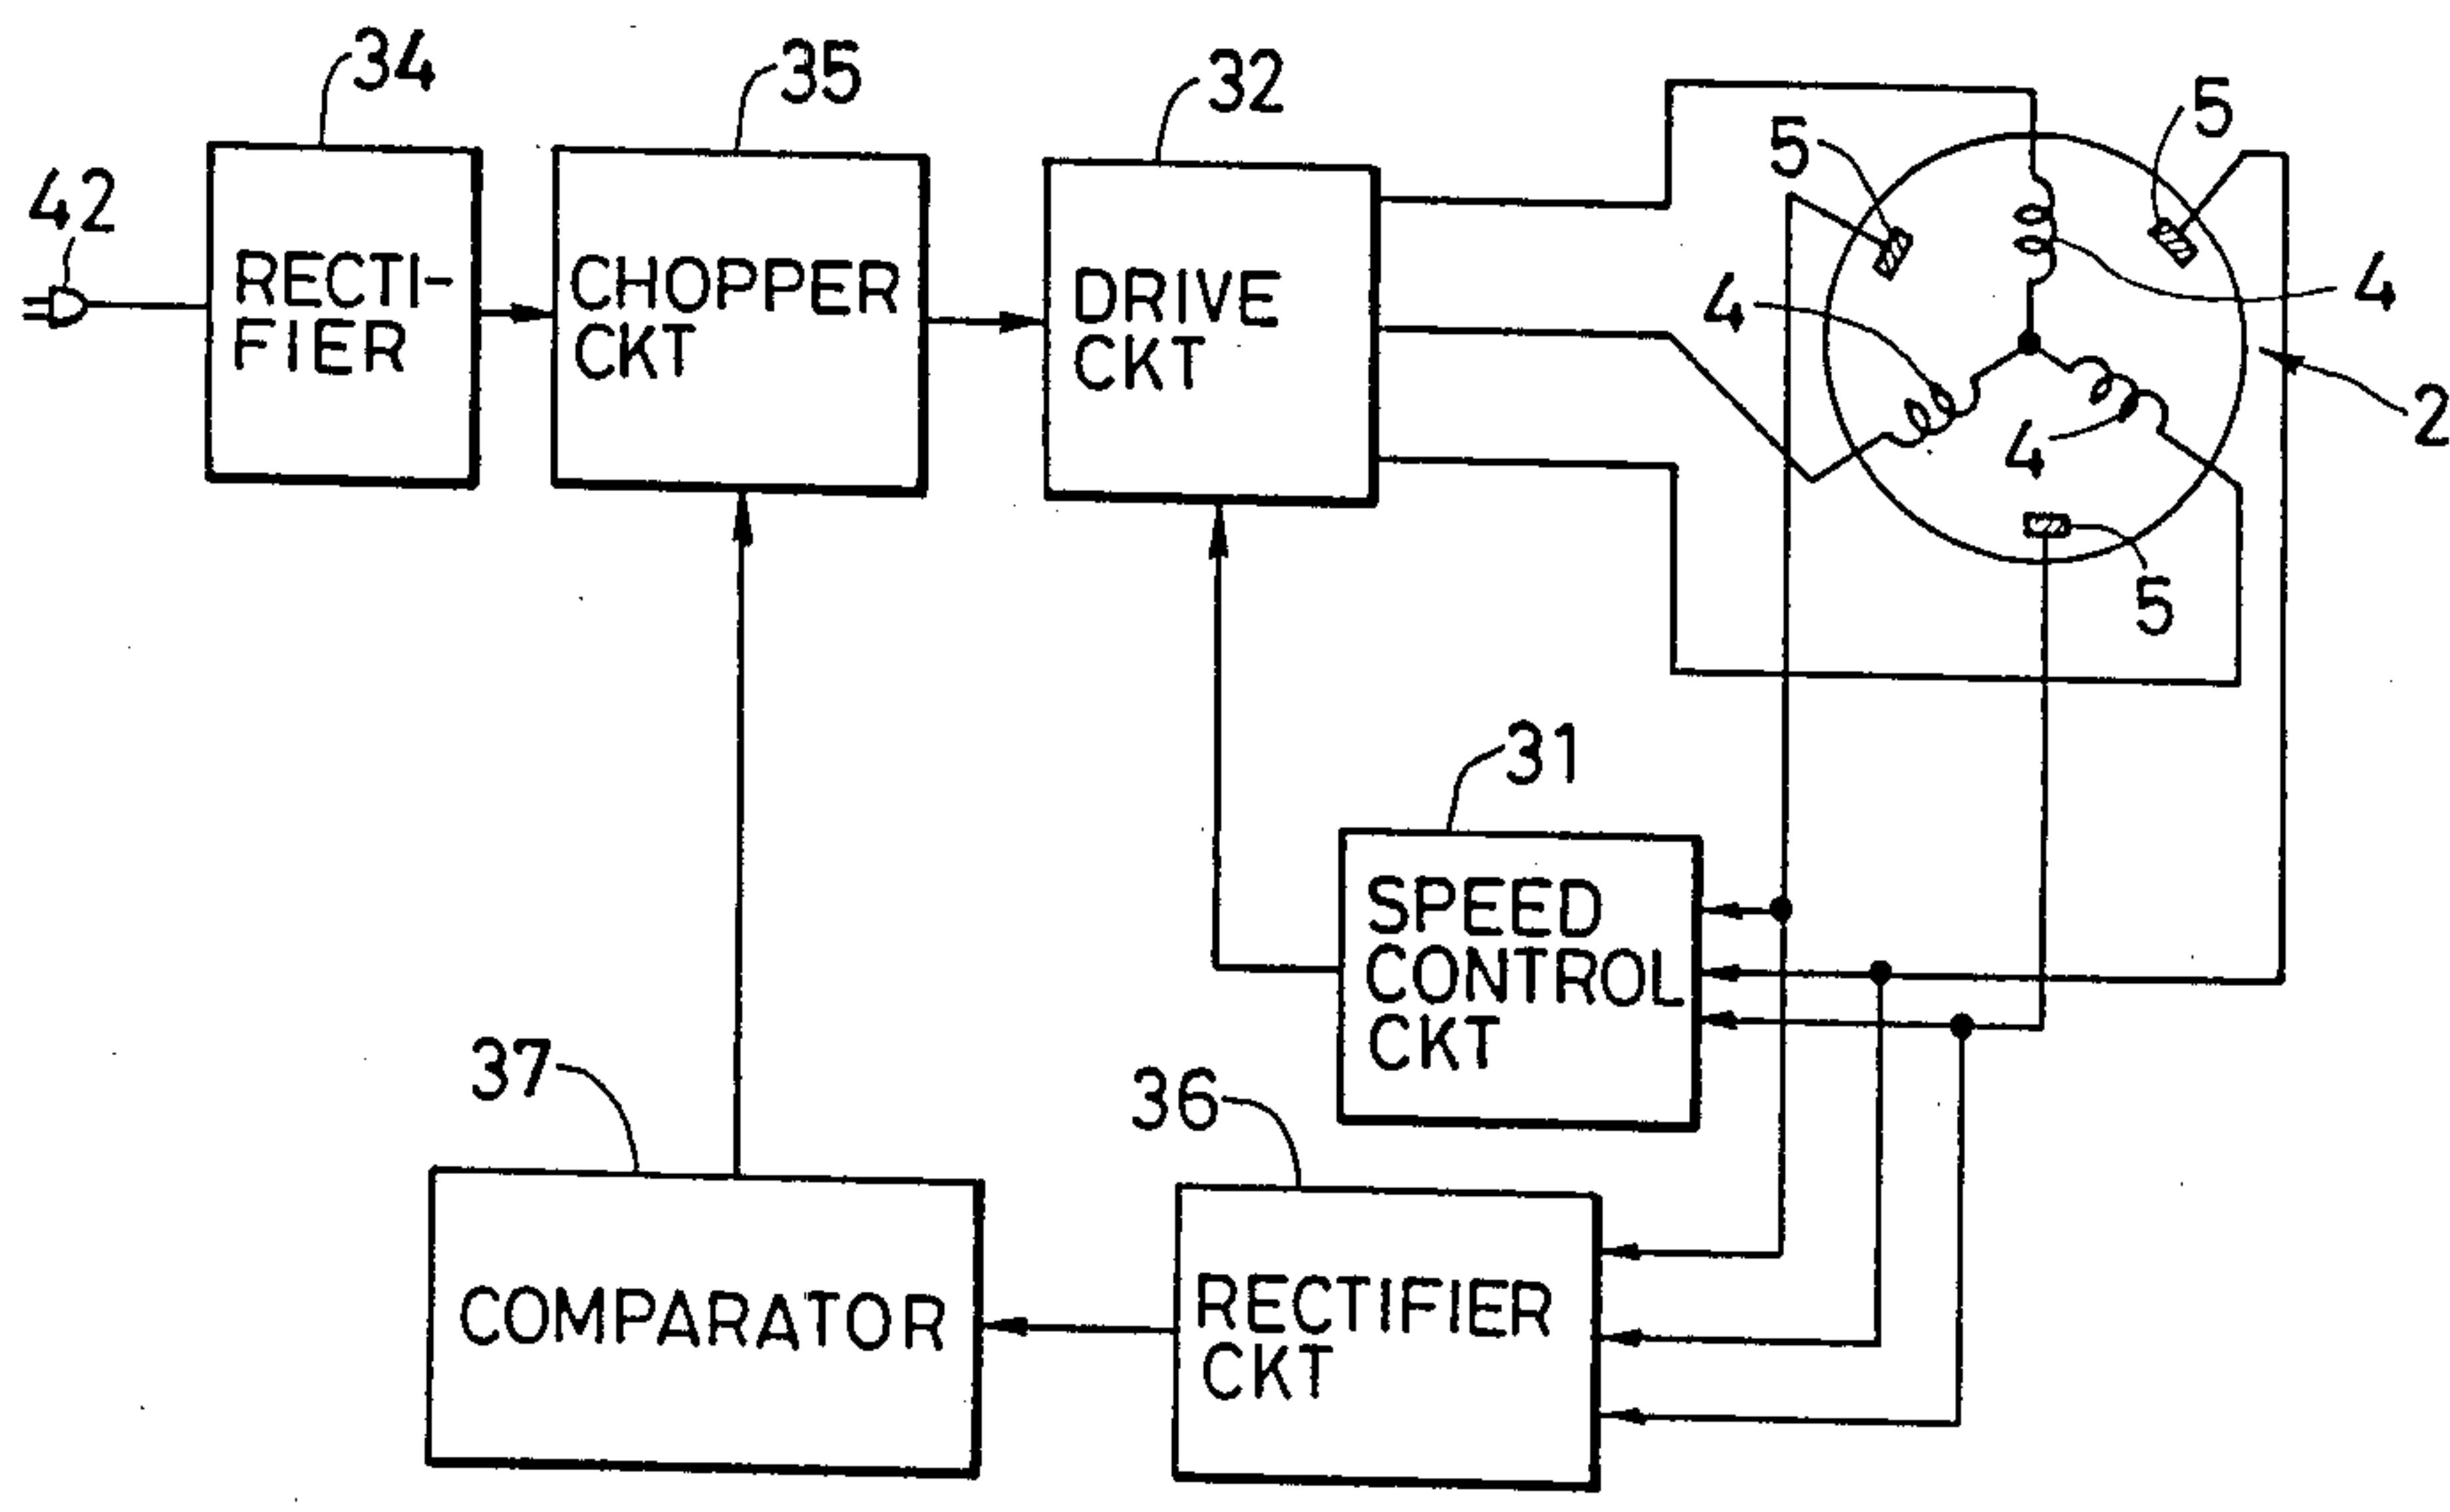 34
35
32
5
5
42
RECTI-
FIER
CHOPPER
CKT
DRIVE
CKT
4
4
4
2
5
31
SPEED
CONTROL
CKT
37
36
COMPARATOR
RECTIFIER
CKT